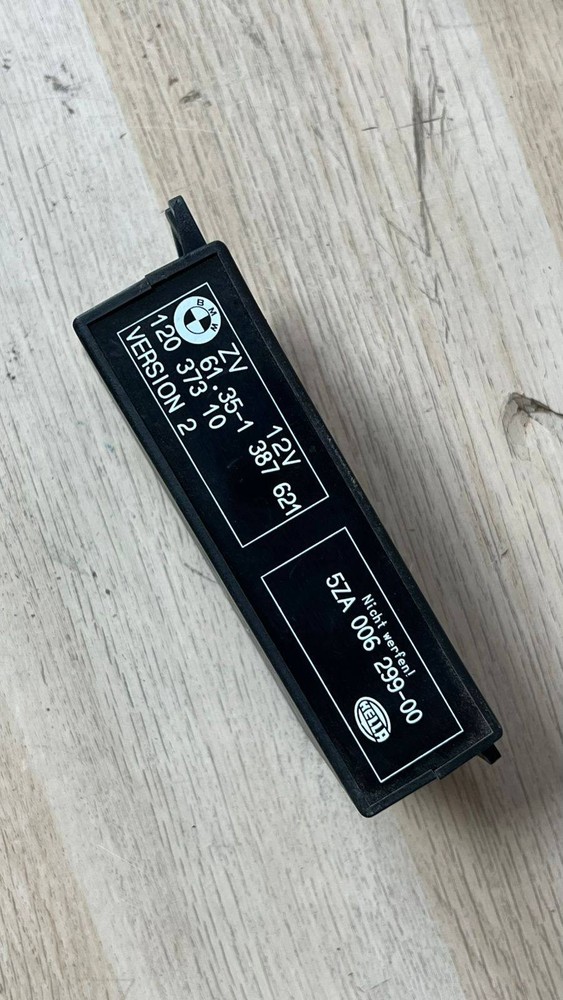 BMW
ZV 12V
61.35-1 387 621
120 373 10
VERSION 2
Nicht werfen!
5ZA 006 299-00
HELLA